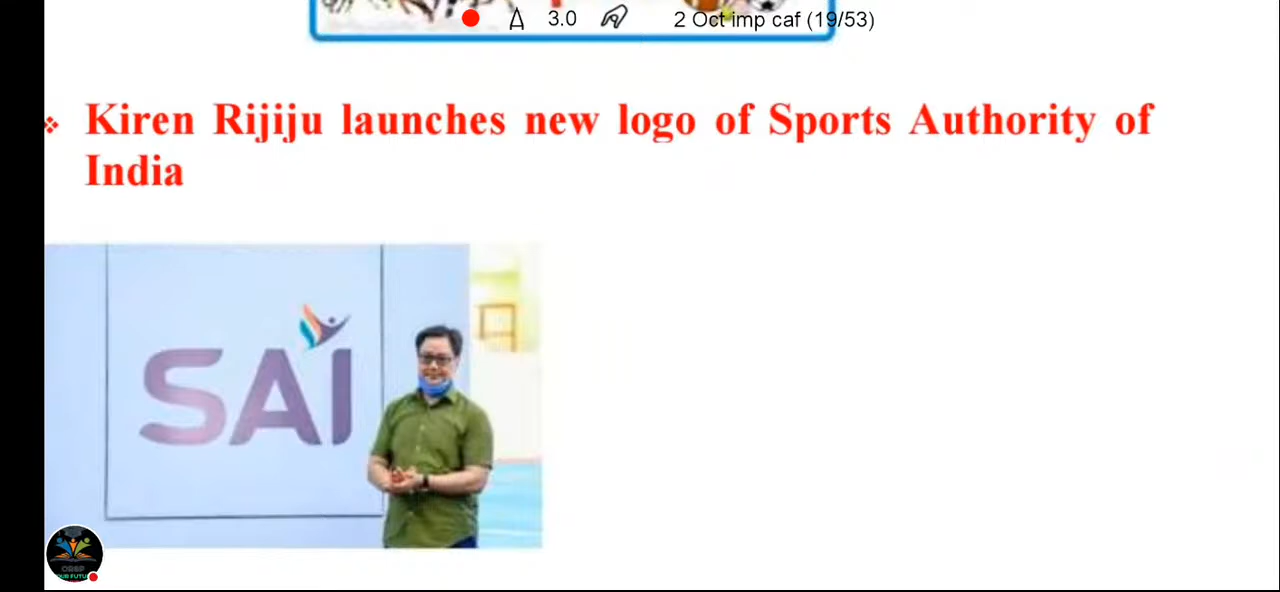 3.0 2 Oct imp caf (19/53)
Kiren Rijiju launches new logo of Sports Authority of
India
SAI